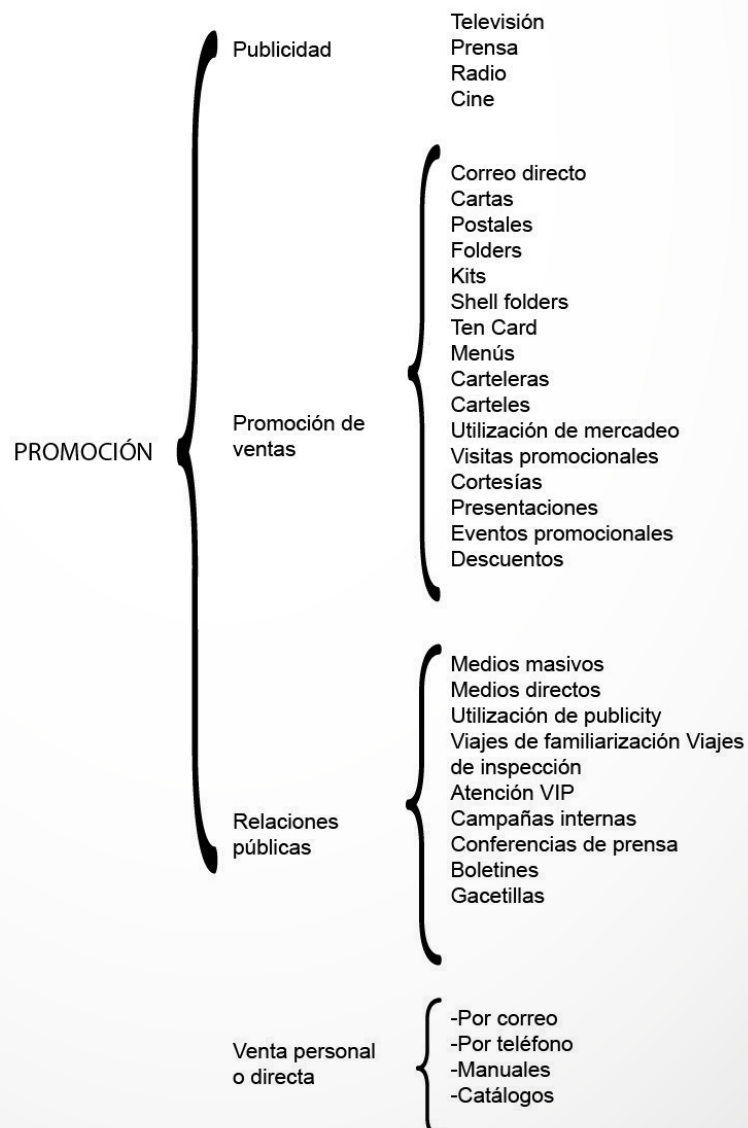 PROMOCIÓN
Publicidad
Televisión
Prensa
Radio
Cine
Promoción de
ventas
Correo directo
Cartas
Postales
Folders
Kits
Shell folders
Ten Card
Menús
Carteleras
Carteles
Utilización de mercadeo
Visitas promocionales
Cortesías
Presentaciones
Eventos promocionales
Descuentos
Relaciones
públicas
Medios masivos
Medios directos
Utilización de publicity
Viajes de familiarización Viajes
de inspección
Atención VIP
Campañas internas
Conferencias de prensa
Boletines
Gacetillas
Venta personal
o directa
-Por correo
-Por teléfono
-Manuales
-Catálogos